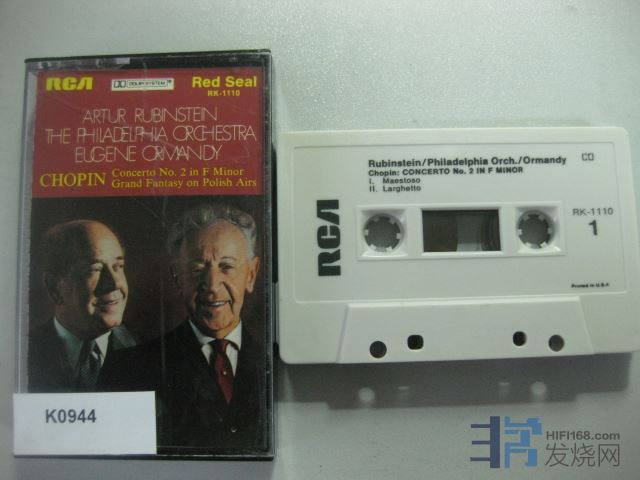 RCA
DOLBY SYSTEM
Red Seal
RK-1110
ARTUR RUBINSTEIN
THE PHILADELPHIA ORCHESTRA
EUGENE ORMANDY
CHOPIN Concerto No. 2 in F Minor
Grand Fantasy on Polish Airs
K0944
RCA
Rubinstein/Philadelphia Orch./Ormandy
Chopin: CONCERTO No. 2 IN F MINOR
I. Maestoso
II. Larghetto
RK-1110
1
Printed in U.S.A.
HIFI168.com
发烧网